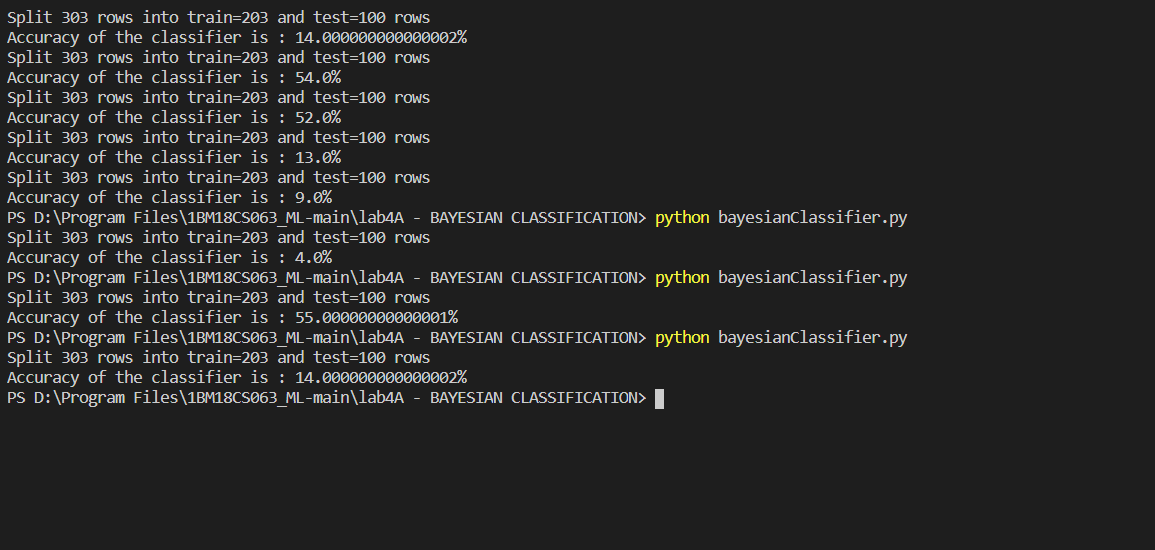 Split 303 rows into train=203 and test=100 rows
Accuracy of the classifier is : 14.000000000000002%
Split 303 rows into train=203 and test=100 rows
Accuracy of the classifier is : 54.0%
Split 303 rows into train=203 and test=100 rows
Accuracy of the classifier is : 52.0%
Split 303 rows into train=203 and test=100 rows
Accuracy of the classifier is : 13.0%
Split 303 rows into train=203 and test=100 rows
Accuracy of the classifier is : 9.0%
PS D:\Program Files\1BM18CS063_ML-main\lab4A - BAYESIAN CLASSIFICATION> python bayesianClassifier.py
Split 303 rows into train=203 and test=100 rows
Accuracy of the classifier is : 4.0%
PS D:\Program Files\1BM18CS063_ML-main\lab4A - BAYESIAN CLASSIFICATION> python bayesianClassifier.py
Split 303 rows into train=203 and test=100 rows
Accuracy of the classifier is : 55.00000000000001%
PS D:\Program Files\1BM18CS063_ML-main\lab4A - BAYESIAN CLASSIFICATION> python bayesianClassifier.py
Split 303 rows into train=203 and test=100 rows
Accuracy of the classifier is : 14.000000000000002%
PS D:\Program Files\1BM18CS063_ML-main\lab4A - BAYESIAN CLASSIFICATION>